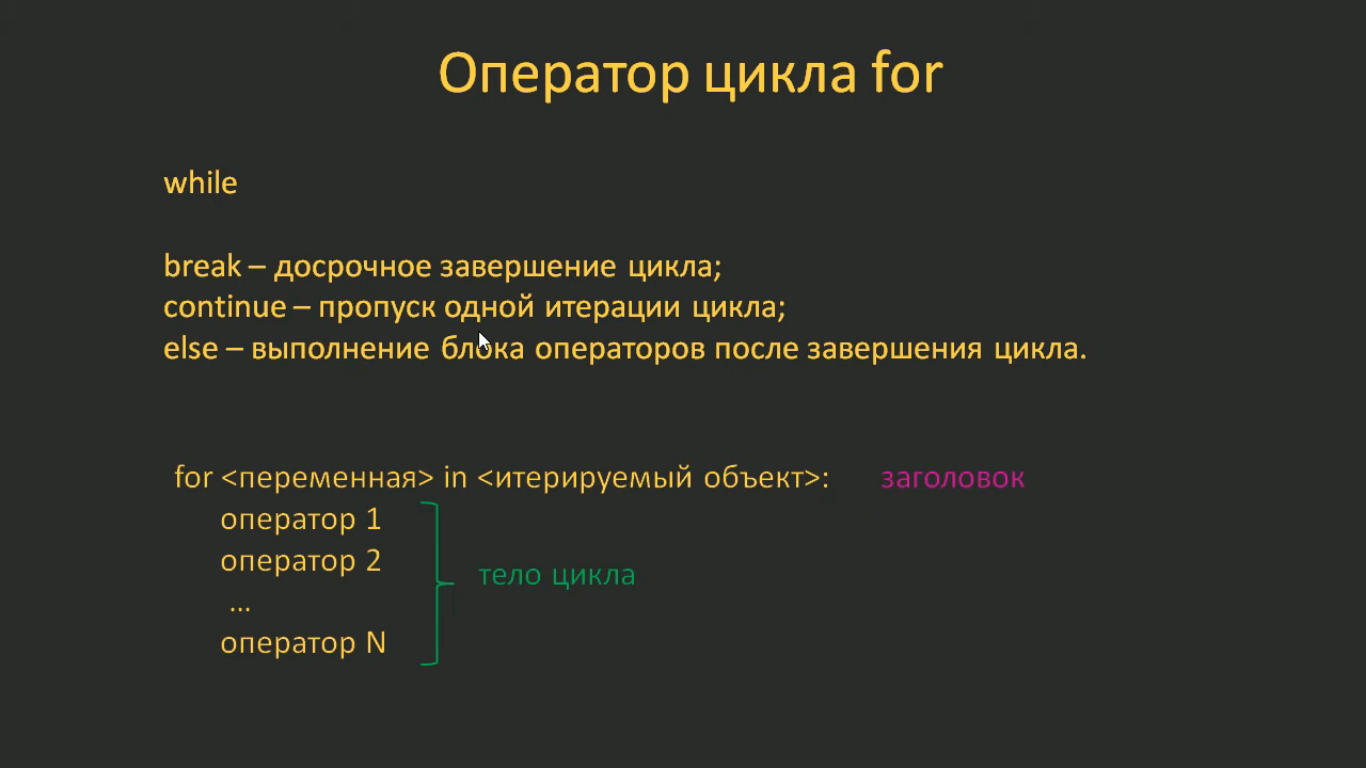 Оператор цикла for
while
break – досрочное завершение цикла;
continue – пропуск одной итерации цикла;
else – выполнение блока операторов после завершения цикла.
for <переменная> in <итерируемый объект>: заголовок
оператор 1
оператор 2
тело цикла
...
оператор N